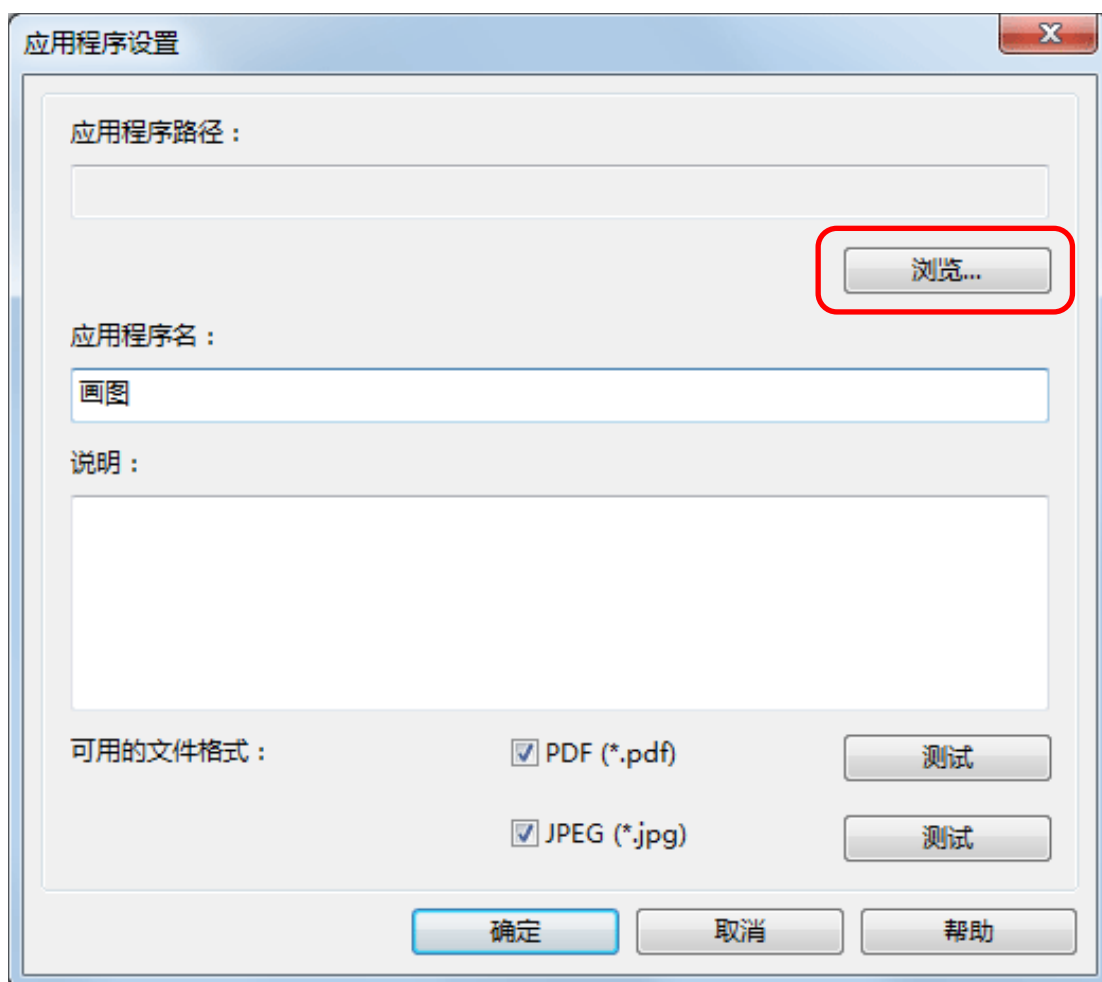 应用程序设置
应用程序路径：
浏览...
应用程序名：
画图
说明：
可用的文件格式：
PDF (*.pdf)
测试
JPEG (*.jpg)
测试
确定
取消
帮助